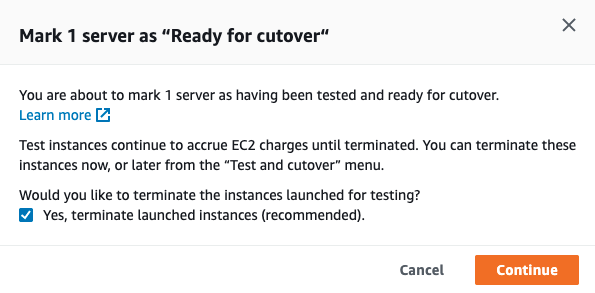 Mark 1 server as “Ready for cutover“
You are about to mark 1 server as having been tested and ready for cutover.
Learn more
Test instances continue to accrue EC2 charges until terminated. You can terminate these
instances now, or later from the “Test and cutover” menu.
Would you like to terminate the instances launched for testing?
Yes, terminate launched instances (recommended).
Cancel
Continue